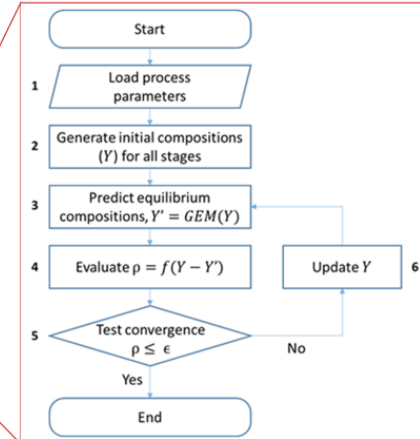 Start
1
Load process
parameters
2
Generate initial compositions
(Y) for all stages
3
Predict equilibrium
compositions, Y' = GEM(Y)
4
Evaluate ρ = f(Y − Y')
Update Y
6
5
Test convergence
ρ ≤ ϵ
No
Yes
End